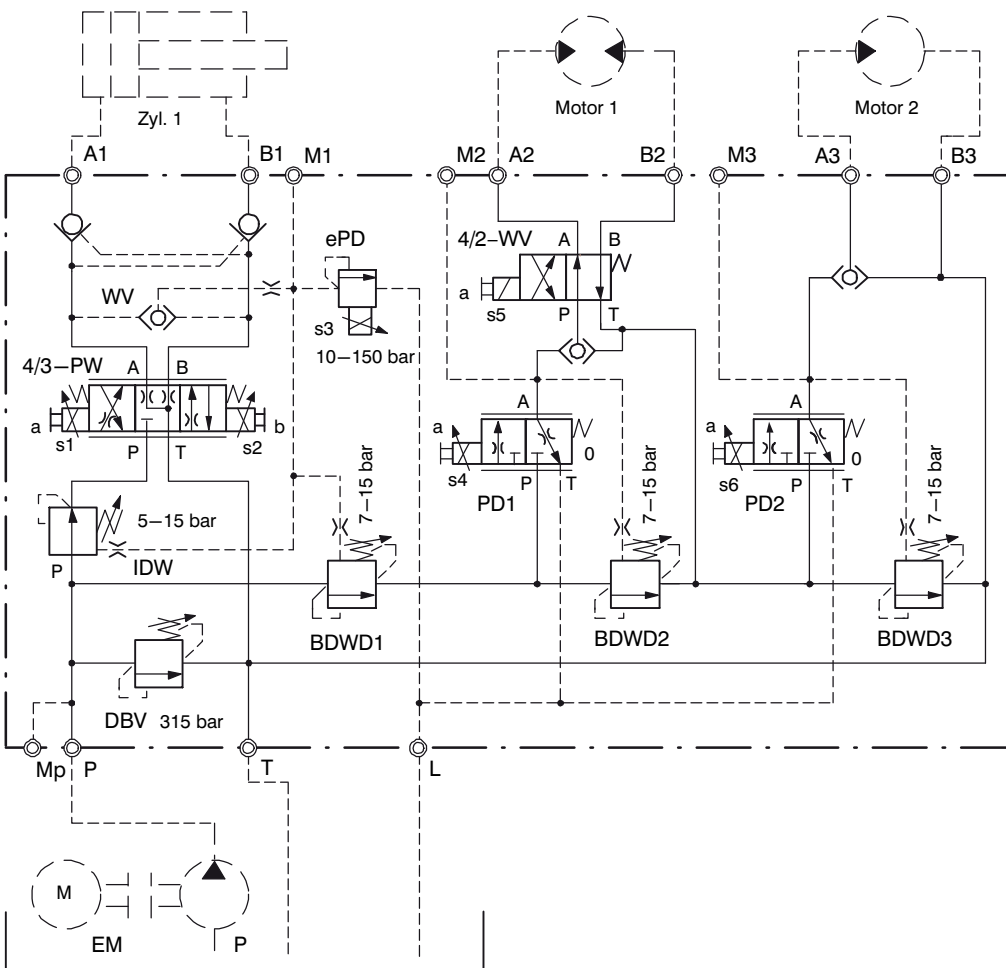 Zyl. 1
Motor 1
Motor 2
A1
B1
M1
M2
A2
B2
M3
A3
B3
WV
ePD
s3
10–150 bar
4/2–WV
A
B
a
s5
P
T
4/3–PW
A
B
a
s1
s2
b
P
T
A
a
s4
0
P
T
PD1
7–15 bar
A
a
s6
0
P
T
PD2
7–15 bar
5–15 bar
P
IDW
7–15 bar
BDWD1
BDWD2
BDWD3
DBV
315 bar
Mp
P
T
L
M
EM
P